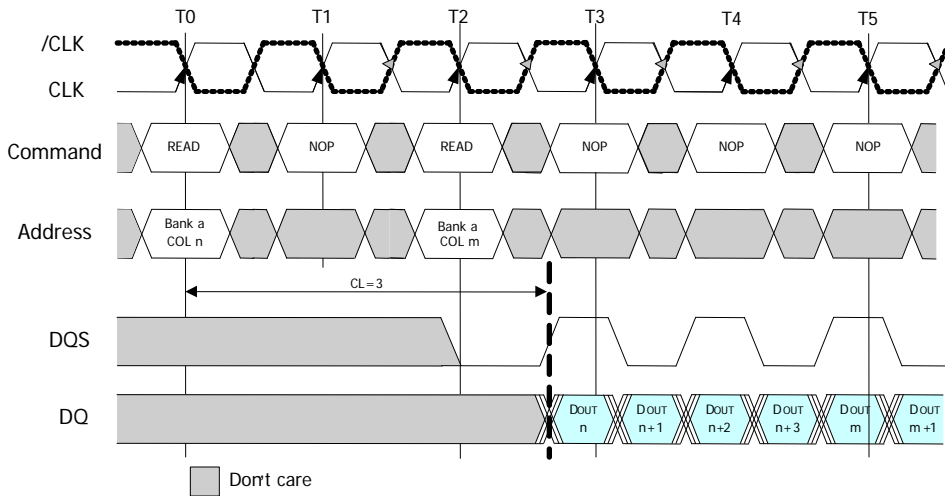 T0 T1 T2 T3 T4 T5
/CLK
CLK
Command READ NOP READ NOP NOP NOP
Address Bank a Bank a
COL n COL m
CL=3
DQS
DQ DOUT DOUT DOUT DOUT DOUT DOUT
n n+1 n+2 n+3 m m+1
Don't care